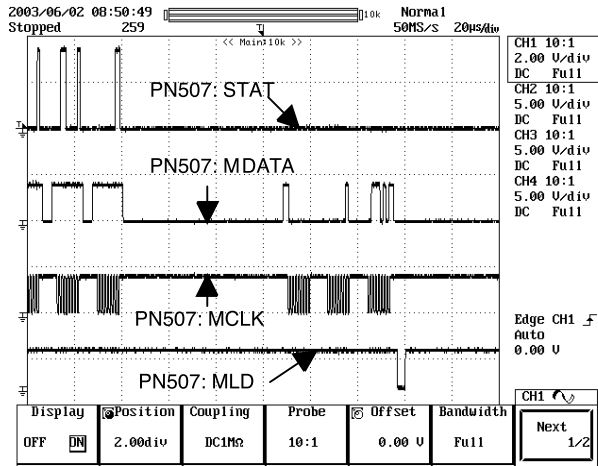 2003/06/02 08:50:49
10k
Normal
Stopped
259
50MS/s 20µs/div
<< Main:10k >>
CH1 10:1
2.00 V/div
DC Full
CH2 10:1
5.00 V/div
DC Full
CH3 10:1
5.00 V/div
DC Full
CH4 10:1
5.00 V/div
DC Full
PN507: STAT
PN507: MDATA
PN507: MCLK
PN507: MLD
Edge CH1
Auto
0.00 V
CH1
Display
OFF ON
Position
2.00div
Coupling
DC1MΩ
Probe
10:1
Offset
0.00 V
Bandwidth
Full
Next
1/2